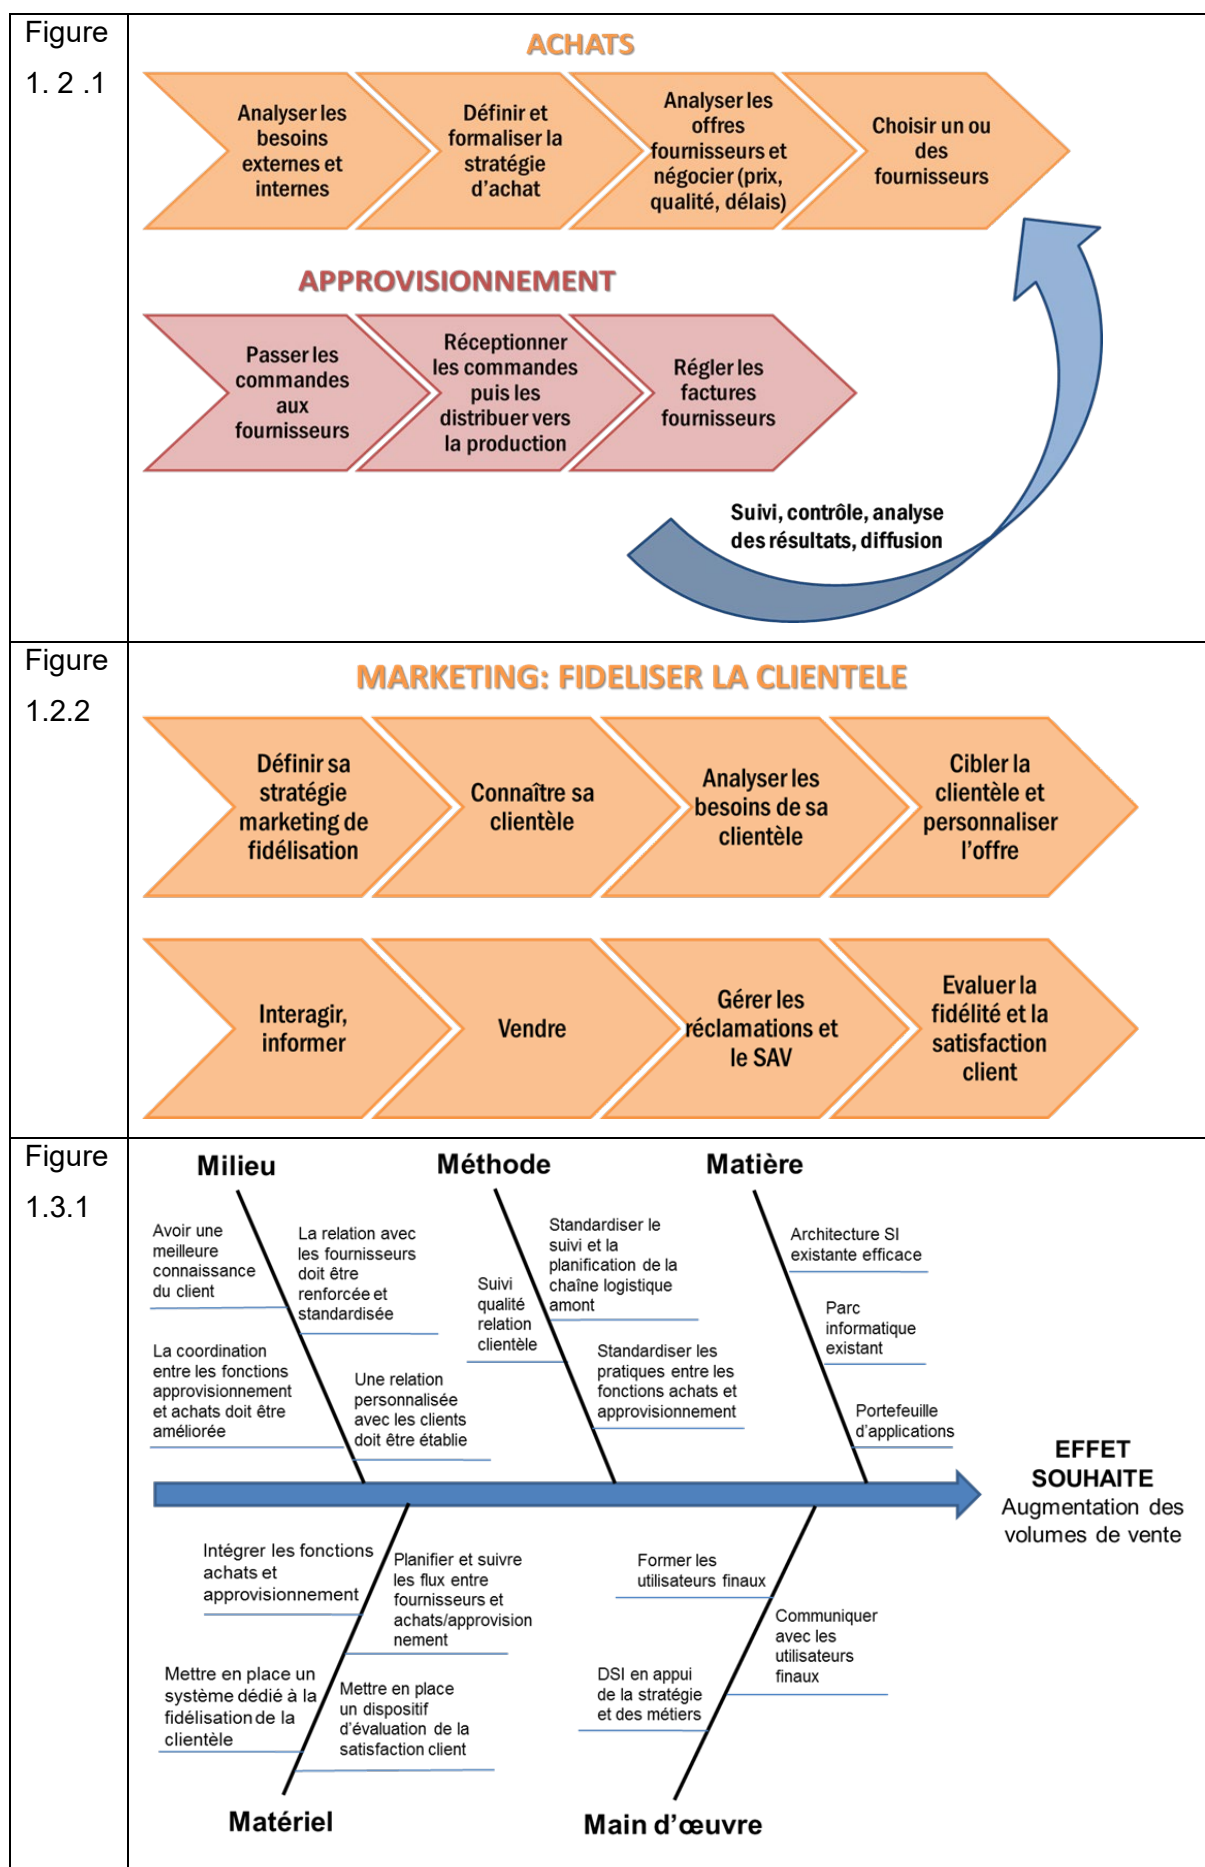 Figure
1. 2 .1
ACHATS
Analyser les
besoins
externes et
internes
Définir et
formaliser la
stratégie
d'achat
Analyser les
offres
fournisseurs et
négocier (prix,
qualité, délais)
Choisir un ou
des
fournisseurs
APPROVISIONNEMENT
Passer les
commandes
aux
fournisseurs
Réceptionner
les commandes
puis les
distribuer vers
la production
Régler les
factures
fournisseurs
Suivi, contrôle, analyse
des résultats, diffusion
Figure
1.2.2
MARKETING: FIDELISER LA CLIENTELE
Définir sa
stratégie
marketing de
fidélisation
Connaître sa
clientèle
Analyser les
besoins de sa
clientèle
Cibler la
clientèle et
personnaliser
l'offre
Interagir,
informer
Vendre
Gérer les
réclamations et
le SAV
Evaluer la
fidélité et la
satisfaction
client
Figure
1.3.1
Milieu
Méthode
Matière
Avoir une
meilleure
connaissance
du client
La relation avec
les fournisseurs
doit être
renforcée et
standardisée
La coordination
entre les fonctions
approvisionnement
et achats doit être
améliorée
Une relation
personnalisée
avec les clients
doit être établie
Suivi
qualité
relation
clientèle
Standardiser le
suivi et la
planification de la
chaîne logistique
amont
Standardiser les
pratiques entre les
fonctions achats et
approvisionnement
Architecture SI
existante efficace
Parc
informatique
existant
Portefeuille
d'applications
EFFET
SOUHAITE
Augmentation des
volumes de vente
Intégrer les fonctions
achats et
approvisionnement
Planifier et suivre
les flux entre
fournisseurs et
achats/approvision
nement
Mettre en place un
système dédié à la
fidélisation de la
clientèle
Mettre en place
un dispositif
d'évaluation de la
satisfaction client
Former les
utilisateurs finaux
Communiquer
avec les
utilisateurs
finaux
DSI en appui
de la stratégie
et des métiers
Matériel
Main d'œuvre